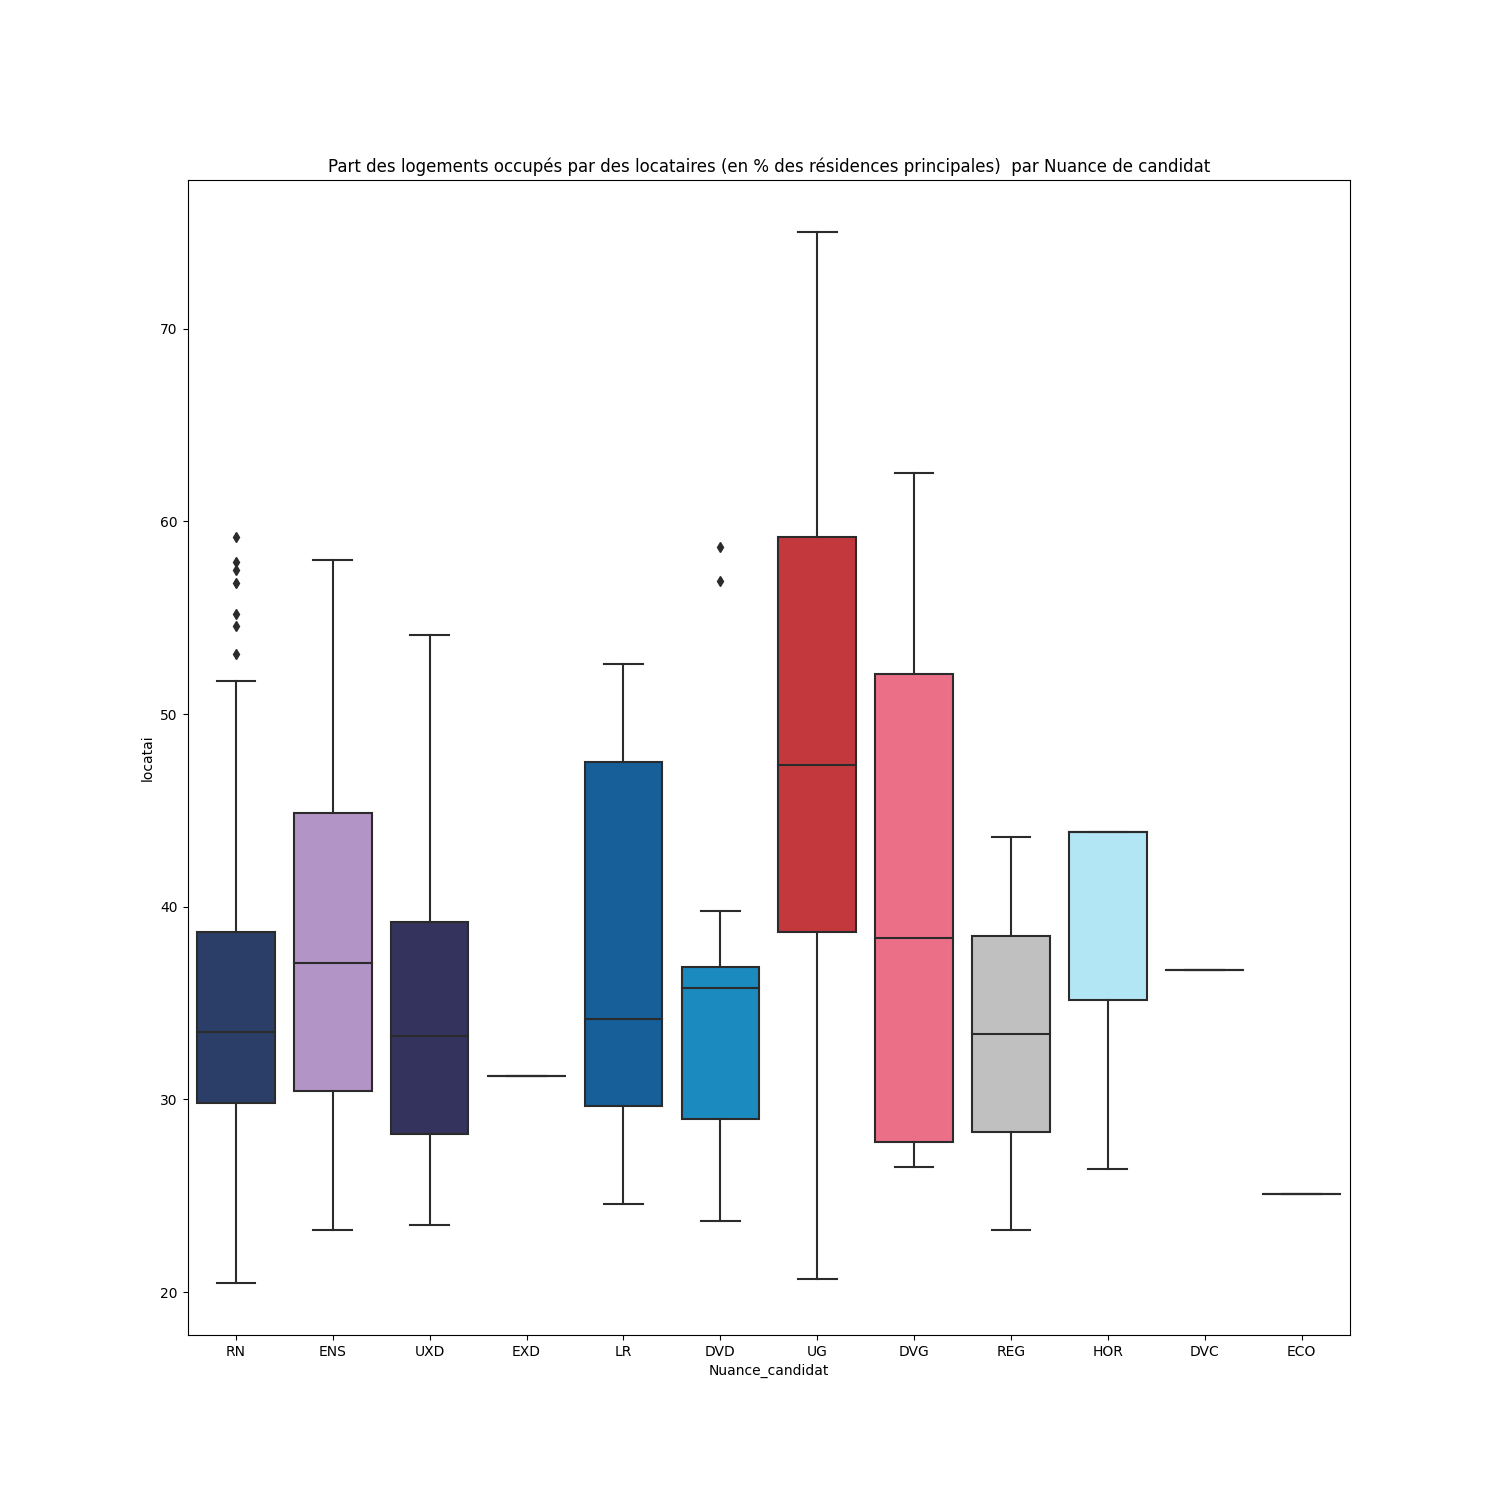 Part des logements occupés par des locataires (en % des résidences principales)  par Nuance de candidat
70
60
50
40
30
20
locatai
RN ENS UXD EXD LR DVD UG DVG REG HOR DVC ECO
Nuance_candidat